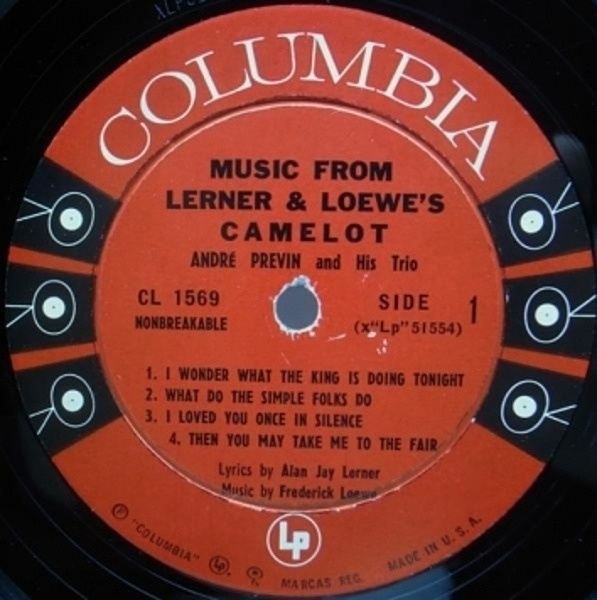 COLUMBIA
MUSIC FROM
LERNER & LOEWE'S
CAMELOT
ANDRÉ PREVIN and His Trio
CL 1569
NONBREAKABLE
SIDE 1
(x"Lp"51554)
1. I WONDER WHAT THE KING IS DOING TONIGHT
2. WHAT DO THE SIMPLE FOLKS DO
3. I LOVED YOU ONCE IN SILENCE
4. THEN YOU MAY TAKE ME TO THE FAIR
Lyrics by Alan Jay Lerner
Music by Frederick Loewe
Lp
Ⓟ "COLUMBIA" MARCAS REG. MADE IN U.S.A.